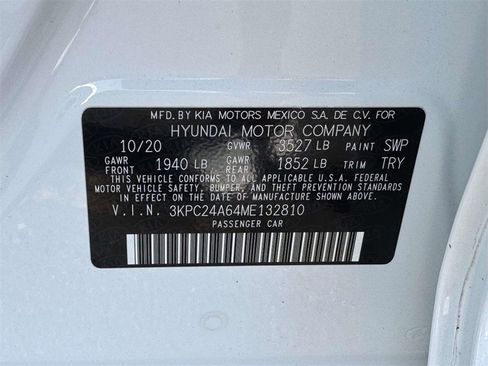 MFD. BY KIA MOTORS MEXICO S.A. DE C.V. FOR
HYUNDAI MOTOR COMPANY
10/20 GVWR 3527 LB PAINT SWP
GAWR FRONT 1940 LB GAWR REAR 1852 LB TRIM TRY
THIS VEHICLE CONFORMS TO ALL APPLICABLE FEDERAL
MOTOR VEHICLE SAFETY, BUMPER, AND THEFT PREVENTION STANDARDS
IN EFFECT ON THE DATE OF MANUFACTURE SHOWN ABOVE.
V.I.N. 3KPC24A64ME132810
PASSENGER CAR